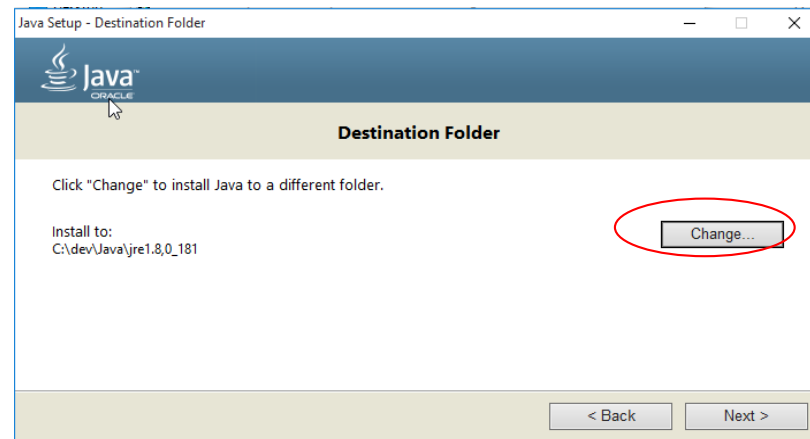 Java Setup - Destination Folder
Java™
ORACLE
Destination Folder
Click "Change" to install Java to a different folder.
Install to:
C:\dev\Java\jre1.8,0_181
Change...
< Back
Next >